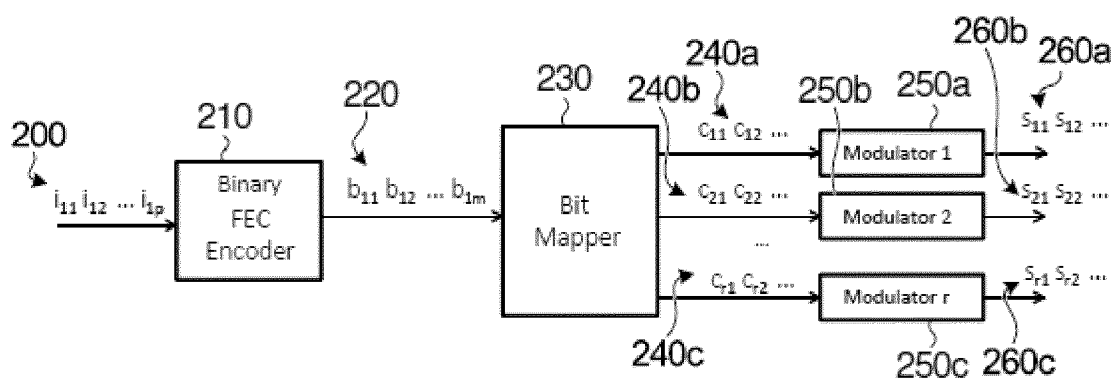 260b
240a
260a
230
240b
250b
250a
220
210
200
c₁₁ c₁₂ ...
s₁₁ s₁₂ ...
Modulator 1
i₁₁ i₁₂ ... i₁ₚ
Binary
FEC
Encoder
b₁₁ b₁₂ ... b₁ₘ
Bit
Mapper
c₂₁ c₂₂ ...
Modulator 2
s₂₁ s₂₂ ...
....
cᵣ₁ cᵣ₂ ...
Modulator r
sᵣ₁ sᵣ₂ ...
240c
250c
260c